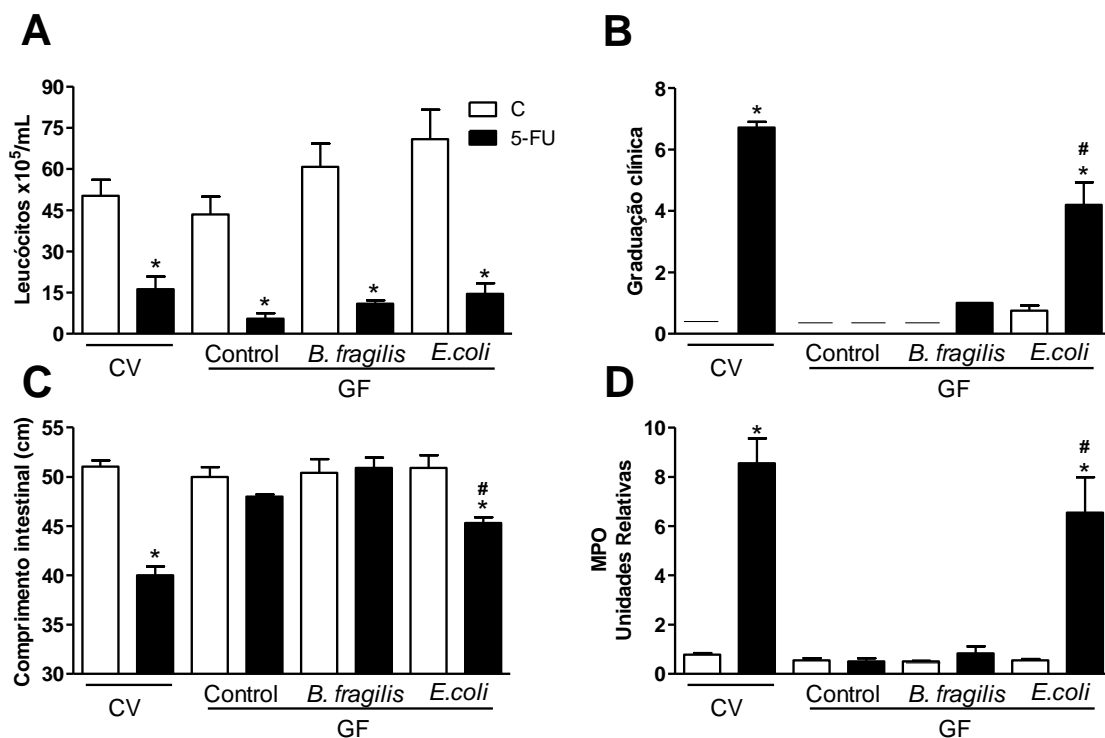 A
Leucócitos x10⁵/mL
90
75
60
45
30
15
0
C
5-FU
*
*
*
*
CV
Control
B. fragilis
E.coli
GF
B
Graduação clínica
8
6
4
2
0
*
#
*
CV
Control
B. fragilis
E.coli
GF
C
Comprimento intestinal (cm)
55
50
45
40
35
30
*
#
*
CV
Control
B. fragilis
E.coli
GF
D
MPO
Unidades Relativas
10
8
6
4
2
0
*
#
*
CV
Control
B. fragilis
E.coli
GF